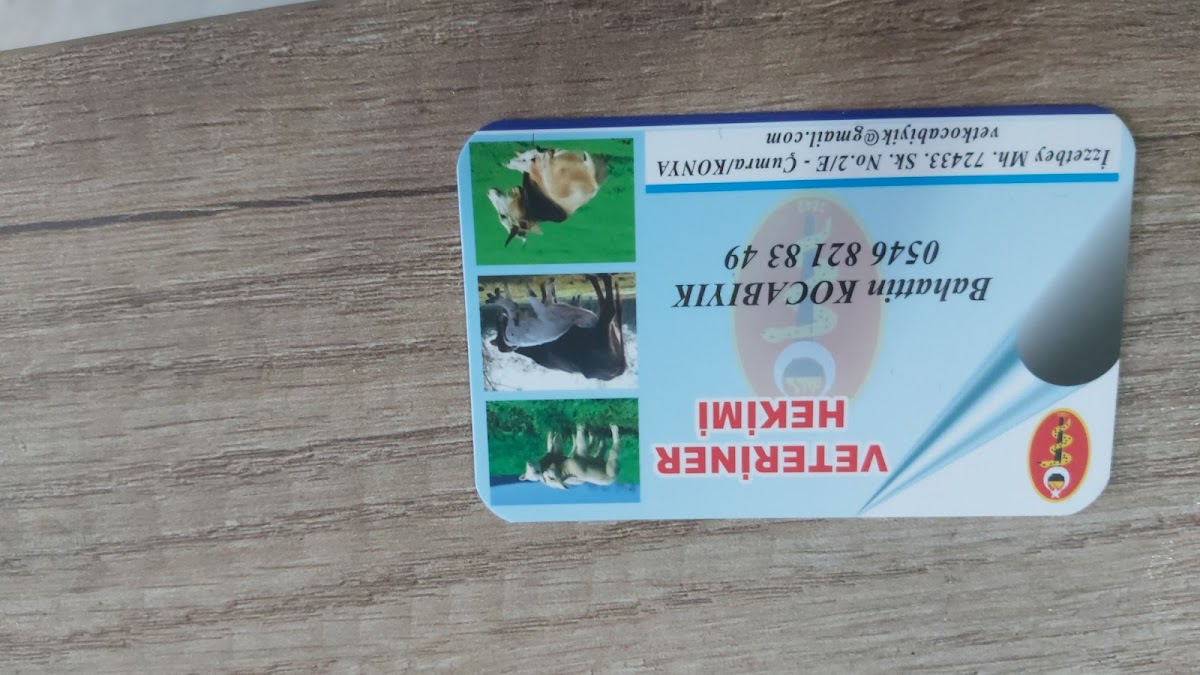 VETERİNER
HEKİMİ
Bahattin KOCABIYIK
0546 821 83 49
İzzetbey Mh. 72433. Sk. No.2/E - Çumra/KONYA
vetkocabiyik@gmail.com